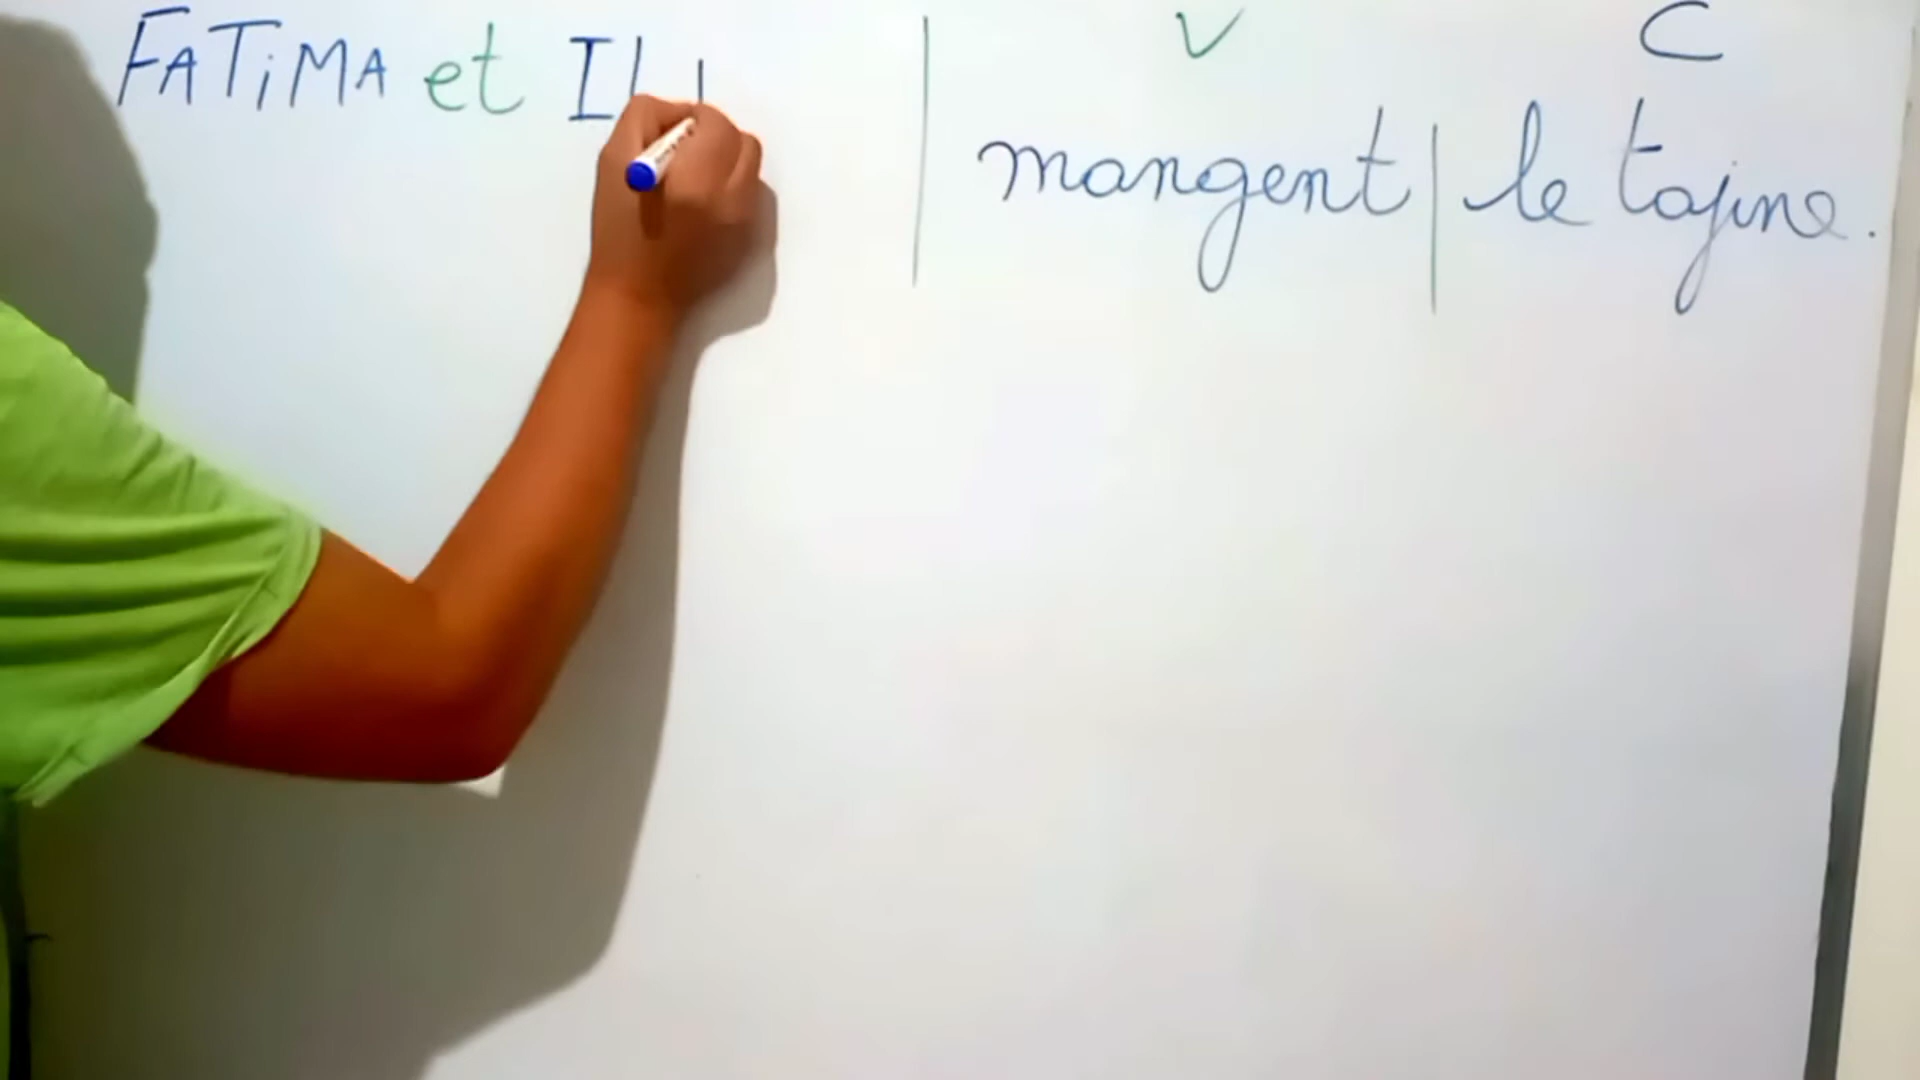 FATiMA et
V C
mangent | le tajine.